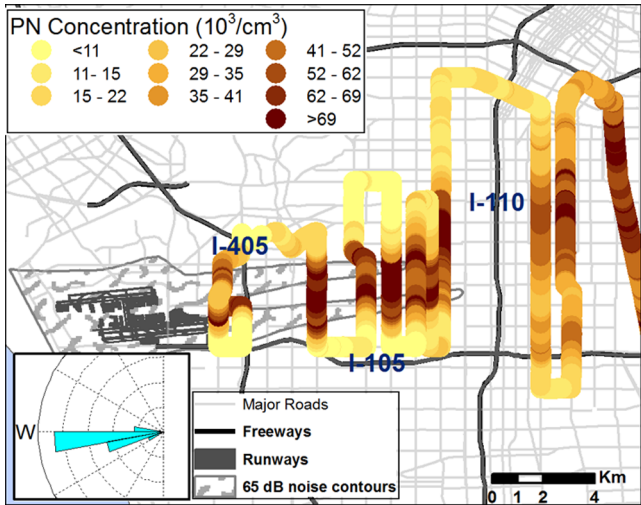 PN Concentration (10³/cm³)
<11 22 - 29 41 - 52
11- 15 29 - 35 52 - 62
15 - 22 35 - 41 62 - 69
>69
I-110
I-405
I-105
W
Major Roads
Freeways
Runways
65 dB noise contours
Km
0 1 2 4